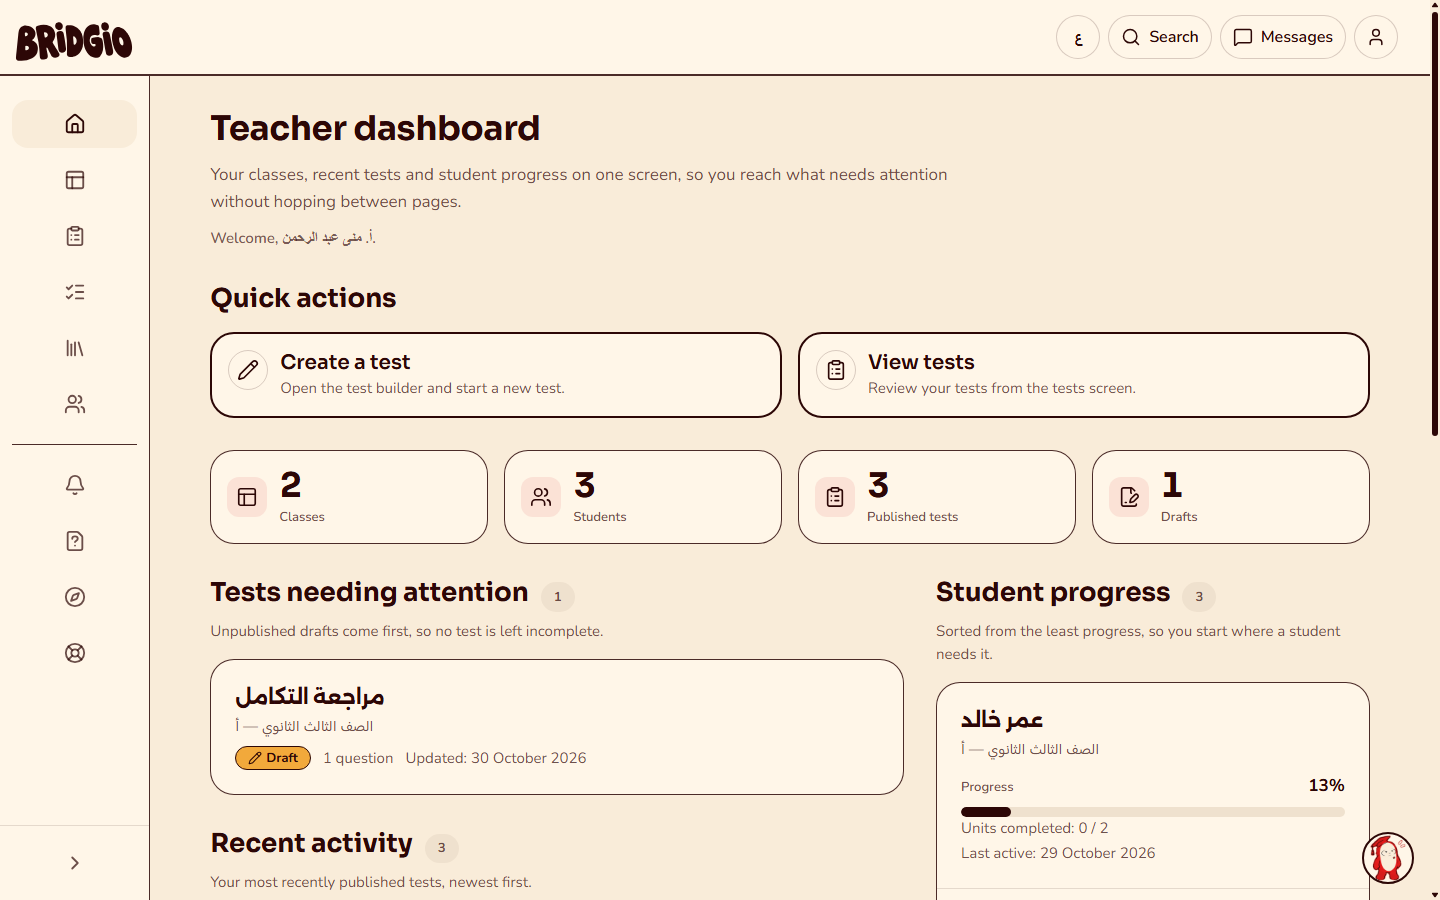 BRIDGIO
ع
Search
Messages
Teacher dashboard
Your classes, recent tests and student progress on one screen, so you reach what needs attention
without hopping between pages.
Welcome, أ. منى عبد الرحمن.
Quick actions
Create a test
Open the test builder and start a new test.
View tests
Review your tests from the tests screen.
2
Classes
3
Students
3
Published tests
1
Drafts
Tests needing attention 1
Unpublished drafts come first, so no test is left incomplete.
مراجعة التكامل
الصف الثالث الثانوي — أ
Draft 1 question Updated: 30 October 2026
Recent activity 3
Your most recently published tests, newest first.
Student progress 3
Sorted from the least progress, so you start where a student
needs it.
عمر خالد
الصف الثالث الثانوي — أ
Progress 13%
Units completed: 0 / 2
Last active: 29 October 2026